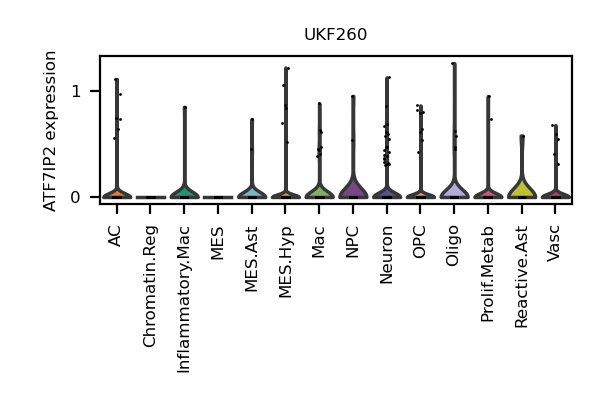 UKF260
ATF7IP2 expression
1
0
AC
Chromatin.Reg
Inflammatory.Mac
MES
MES.Ast
MES.Hyp
Mac
NPC
Neuron
OPC
Oligo
Prolif.Metab
Reactive.Ast
Vasc